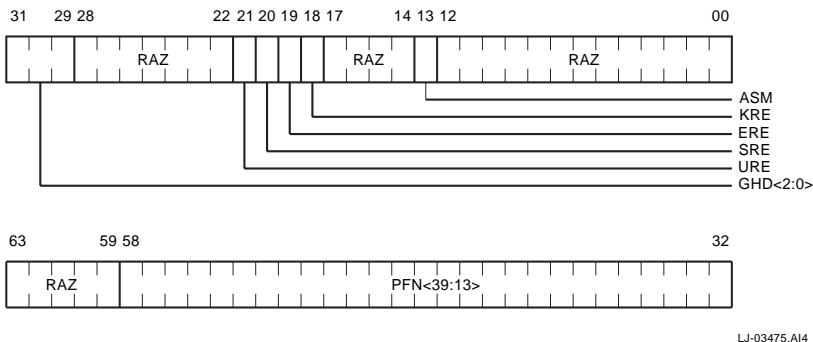 31 29 28 22 21 20 19 18 17 14 13 12 00
RAZ RAZ RAZ
ASM
KRE
ERE
SRE
URE
GHD<2:0>
63 59 58 32
RAZ PFN<39:13>
LJ-03475.AI4